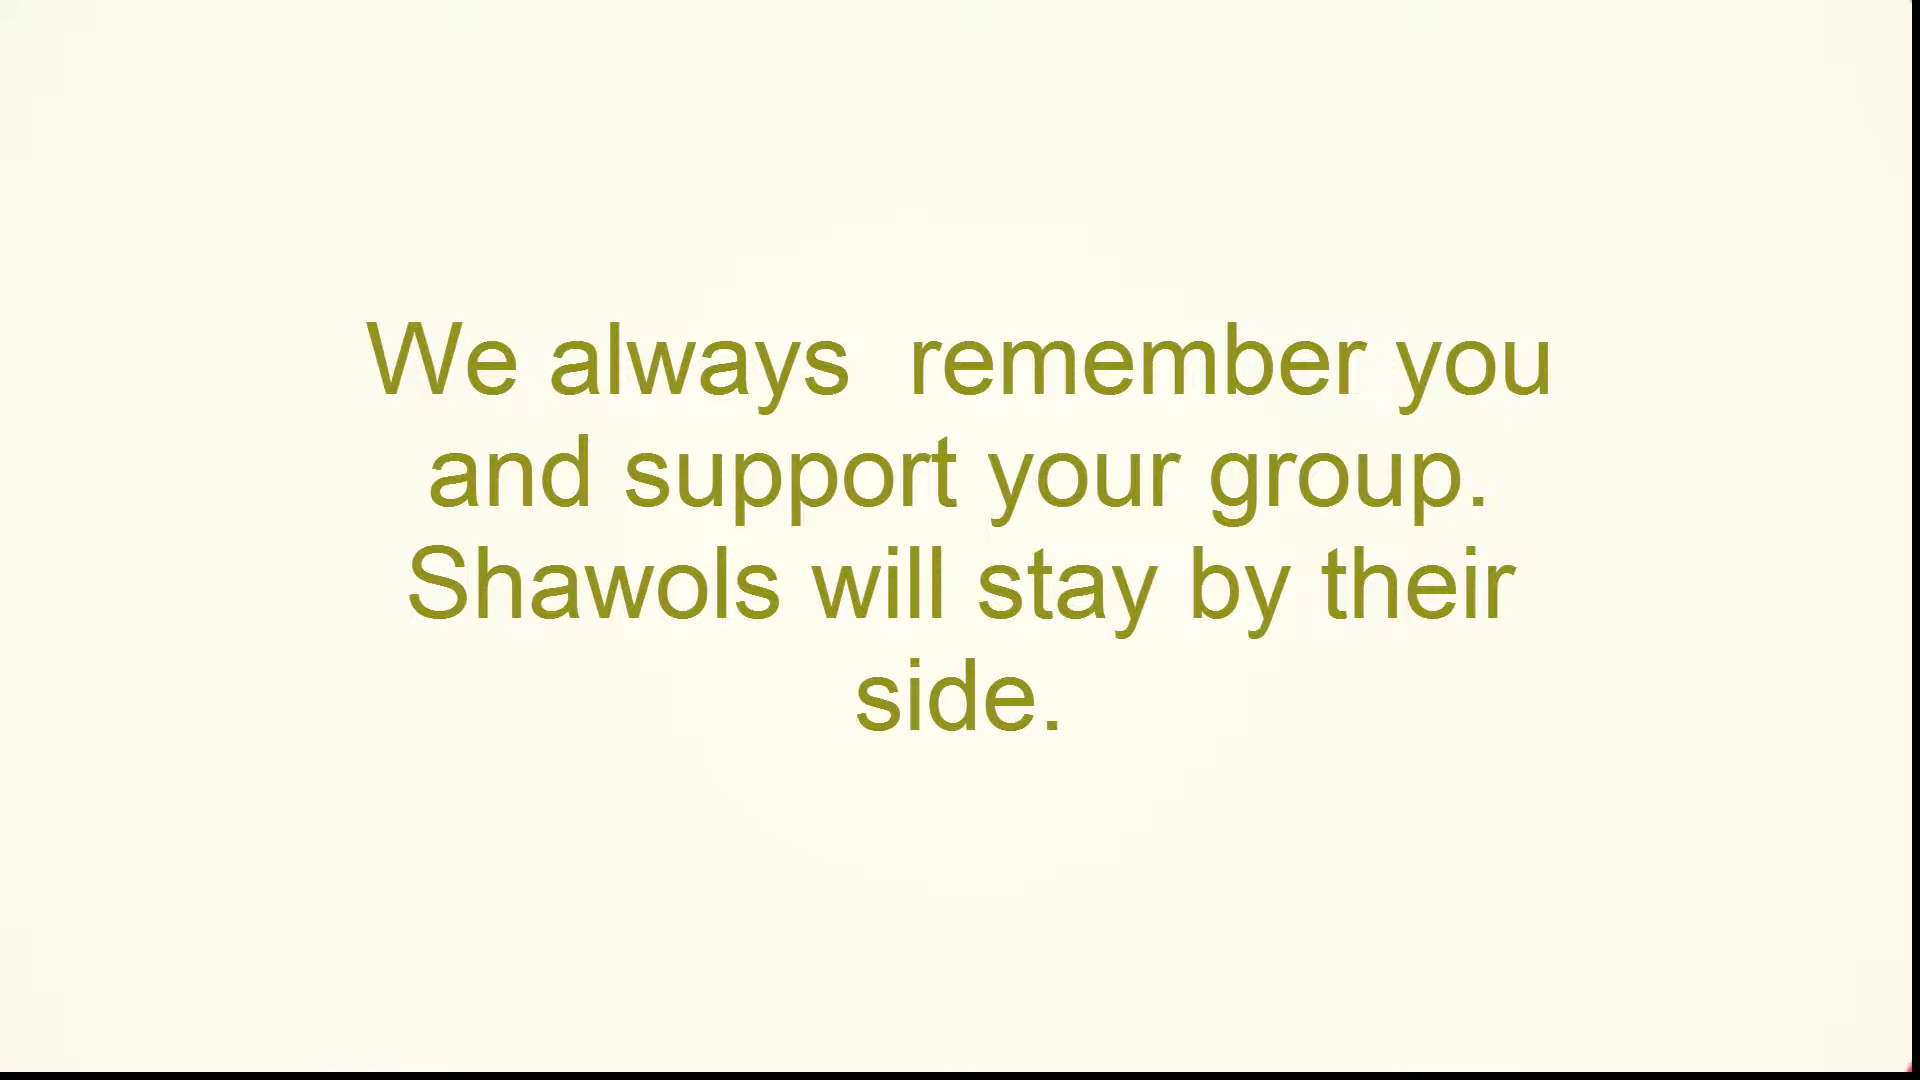 We always  remember you
and support your group.
Shawols will stay by their
side.